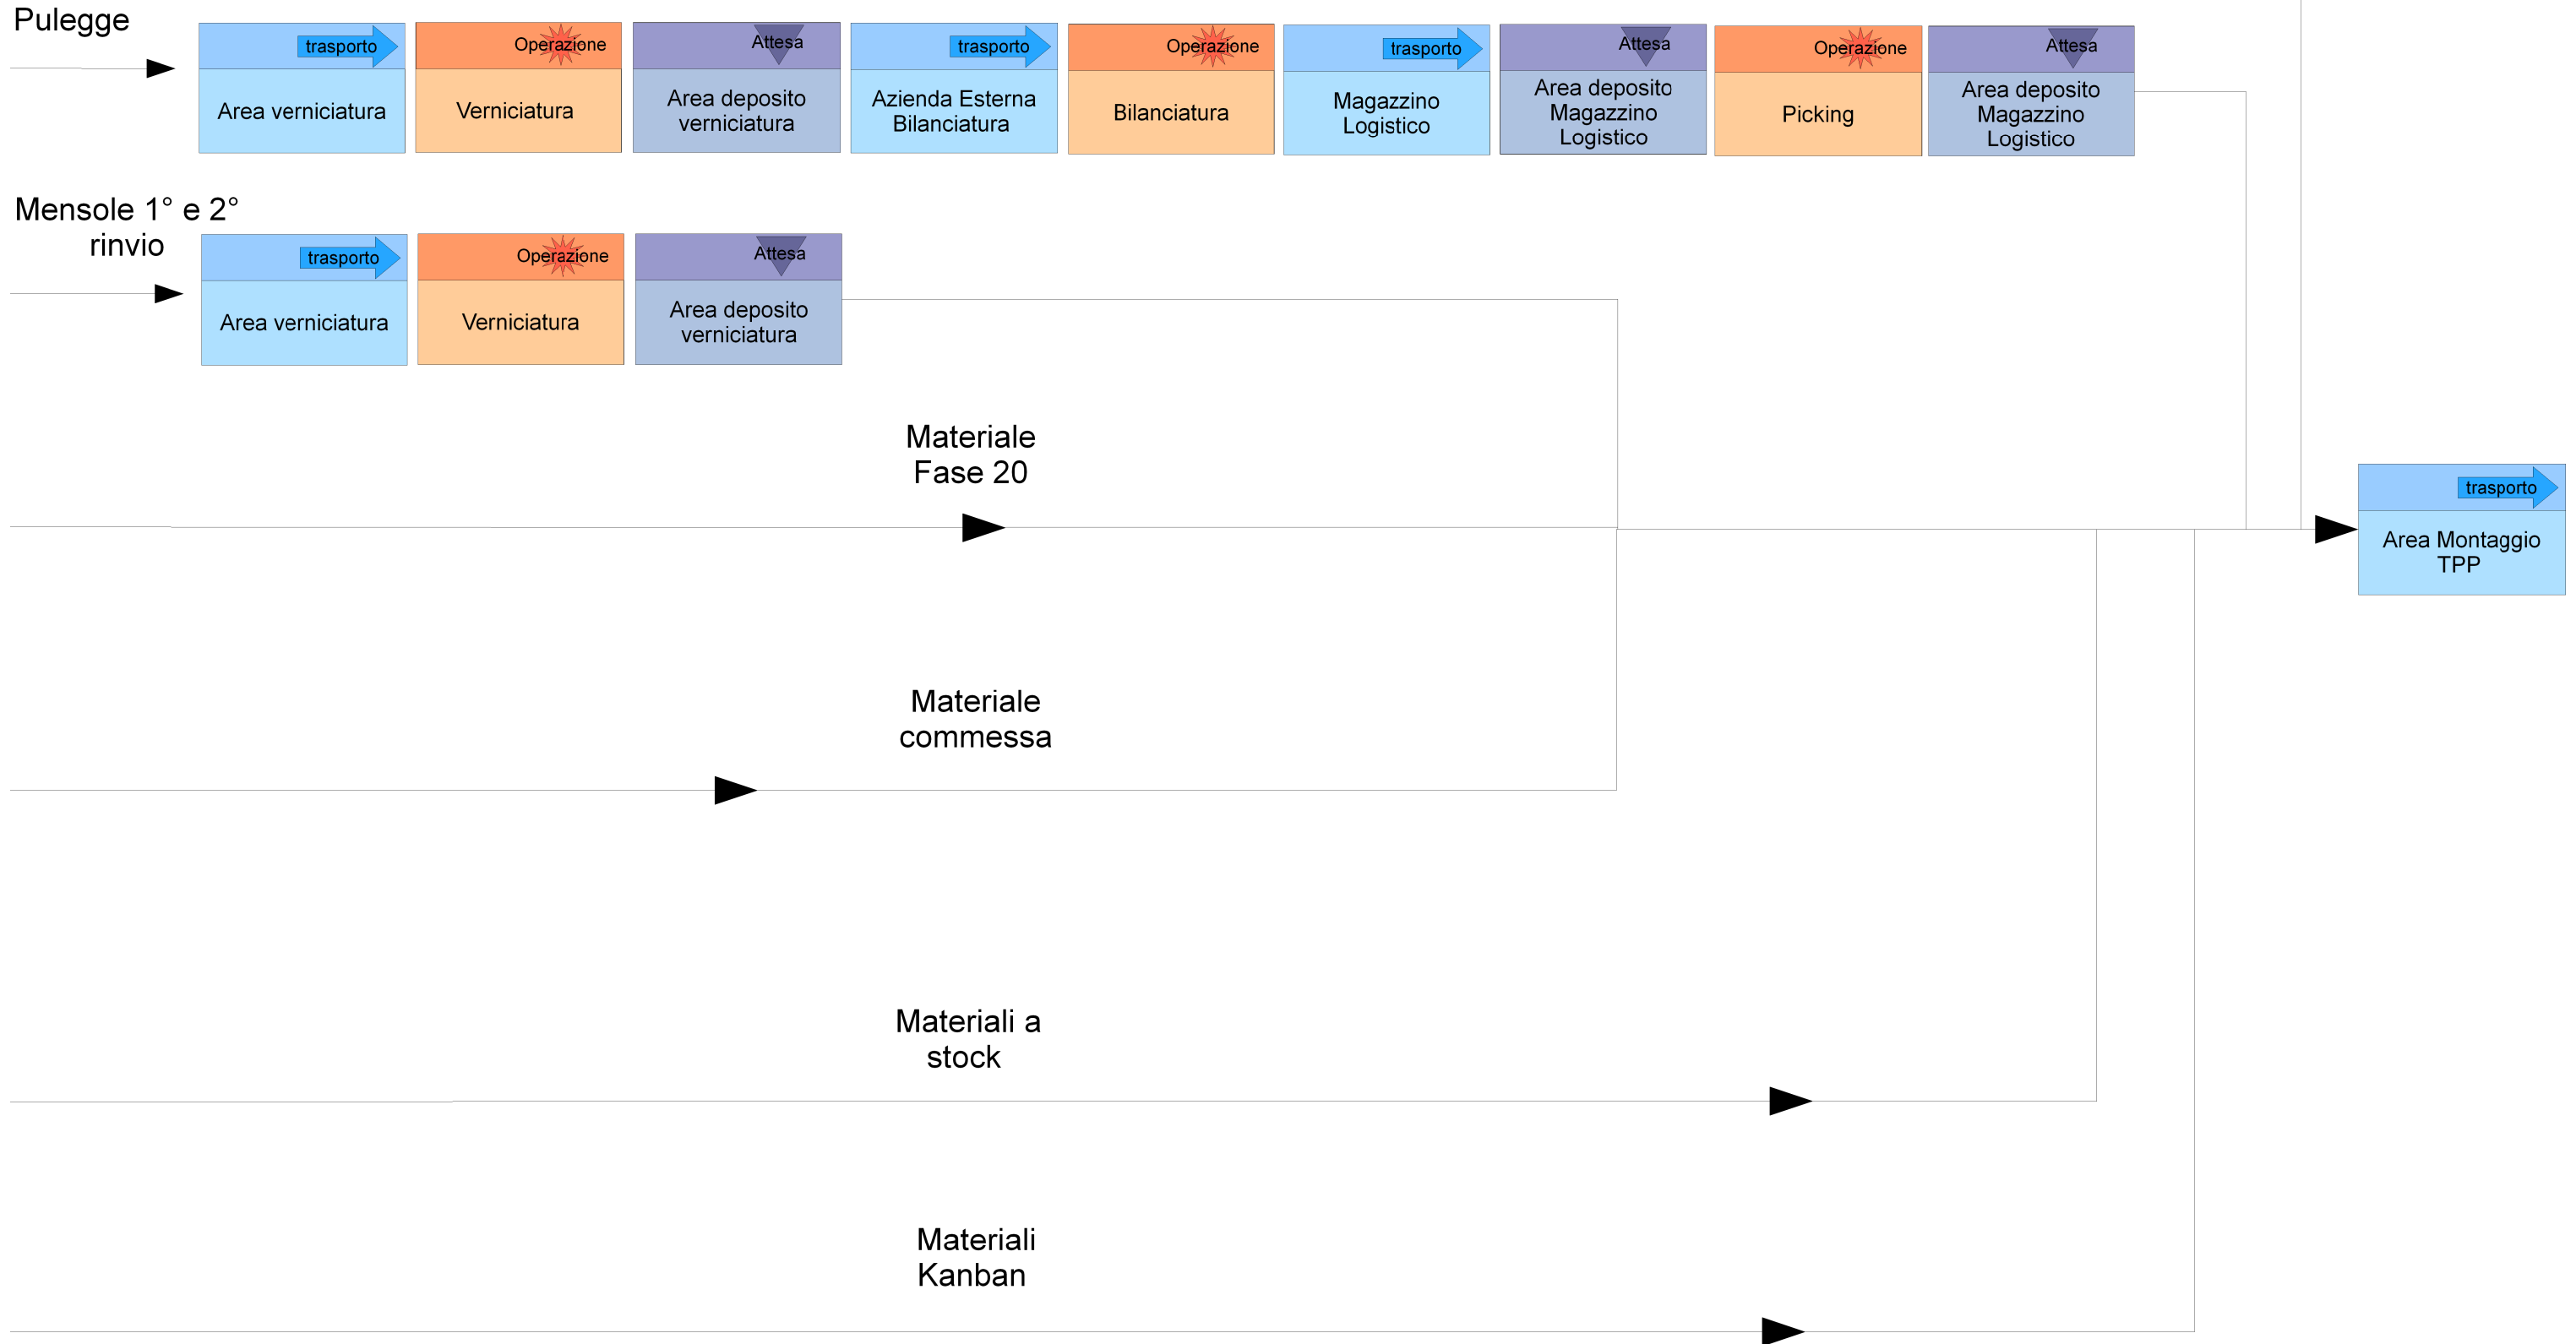 Pulegge
trasporto
Area verniciatura
Operazione
Verniciatura
Attesa
Area deposito
verniciatura
trasporto
Azienda Esterna
Bilanciatura
Operazione
Bilanciatura
trasporto
Magazzino
Logistico
Attesa
Area deposito
Magazzino
Logistico
Operazione
Picking
Attesa
Area deposito
Magazzino
Logistico
Mensole 1° e 2°
rinvio
trasporto
Area verniciatura
Operazione
Verniciatura
Attesa
Area deposito
verniciatura
Materiale
Fase 20
trasporto
Area Montaggio
TPP
Materiale
commessa
Materiali a
stock
Materiali
Kanban